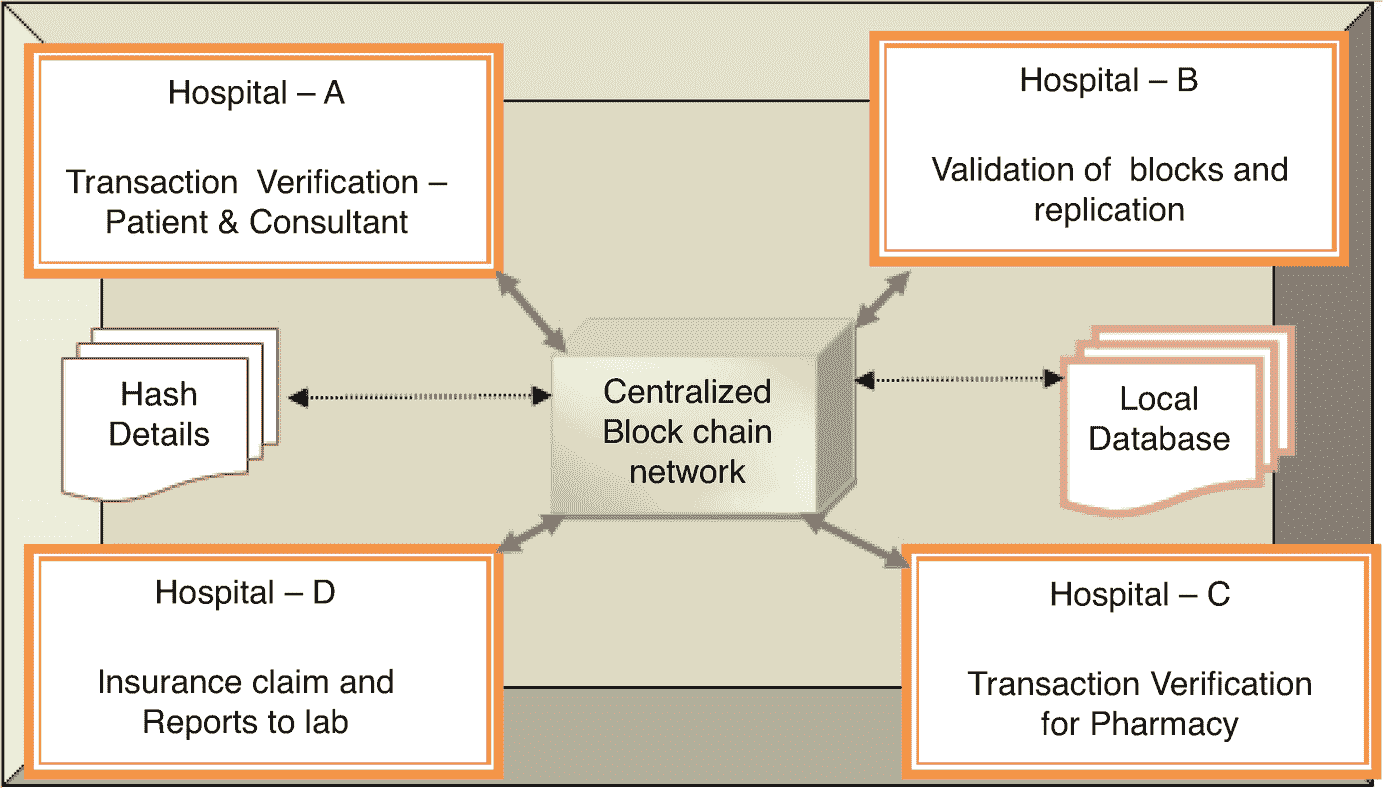 Hospital – A
Transaction Verification –
Patient & Consultant
Hospital – B
Validation of blocks and
replication
Hash
Details
Centralized
Block chain
network
Local
Database
Hospital – D
Insurance claim and
Reports to lab
Hospital – C
Transaction Verification
for Pharmacy